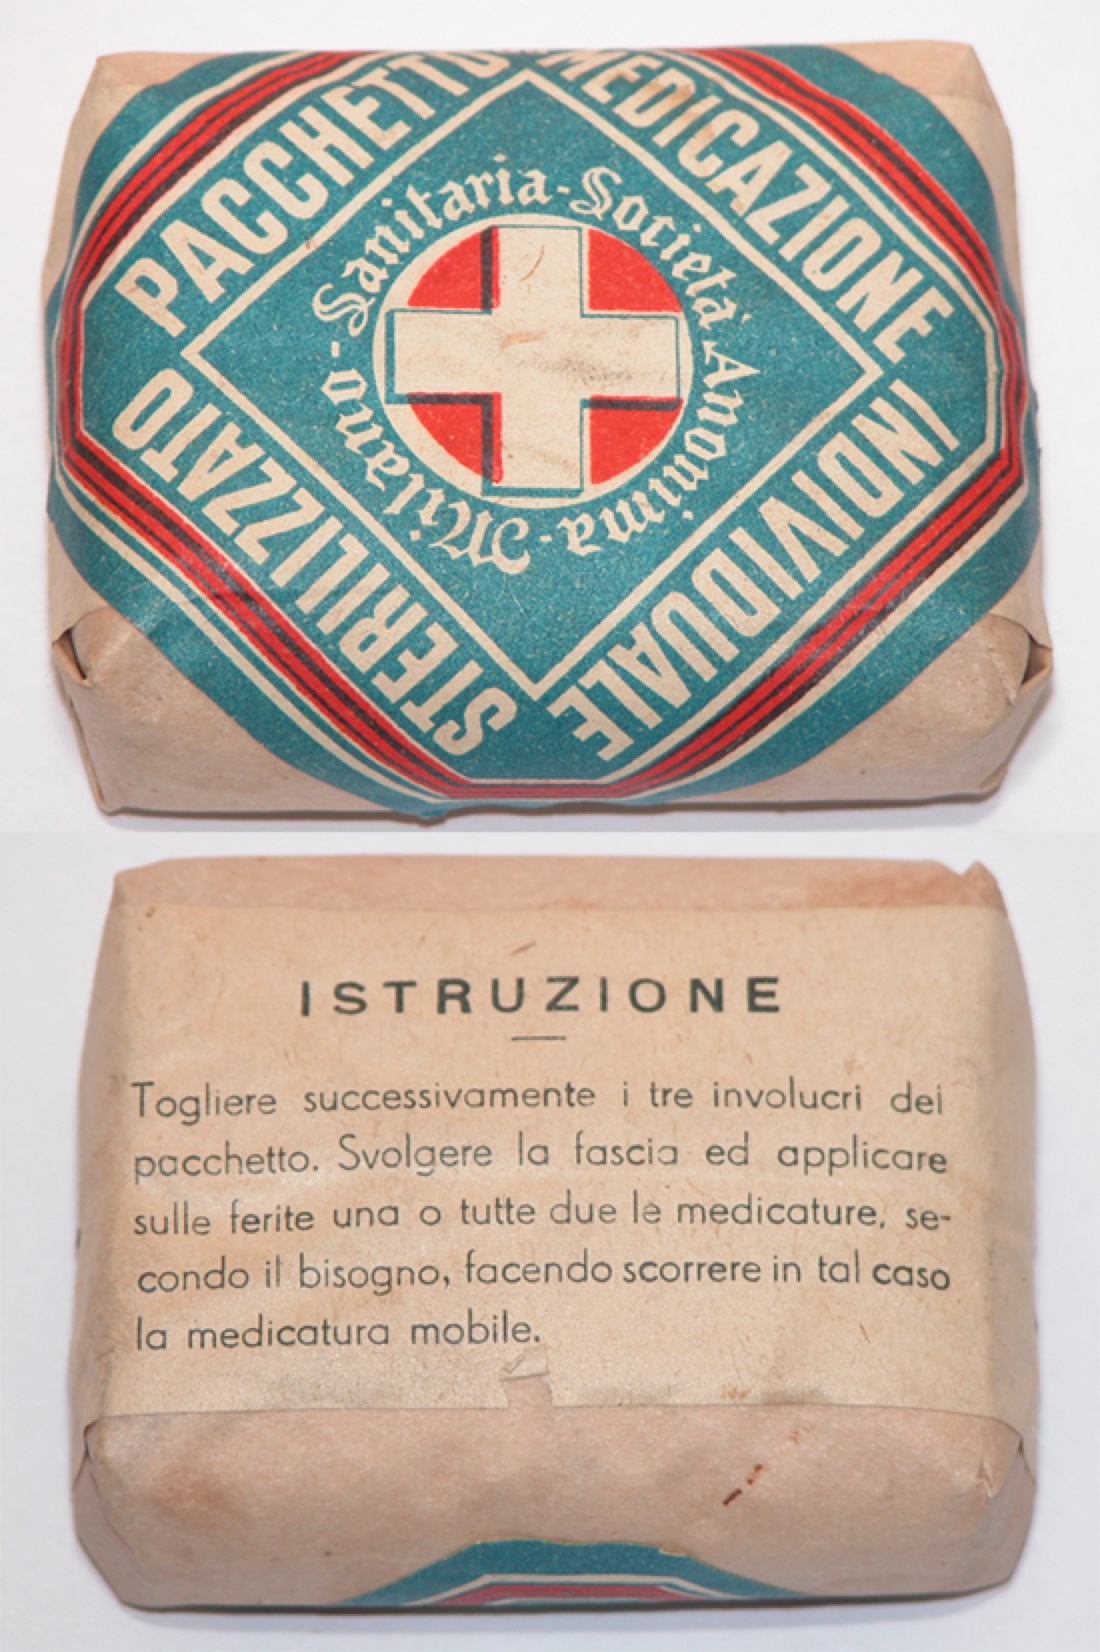 PACCHETTO
MEDICAZIONE
INDIVIDUALE
STERILIZZATO
Sanitaria-Società Anonima-Milano-
ISTRUZIONE
Togliere successivamente i tre involucri del
pacchetto. Svolgere la fascia ed applicare
sulle ferite una o tutte due le medicature, se-
condo il bisogno, facendo scorrere in tal caso
la medicatura mobile.